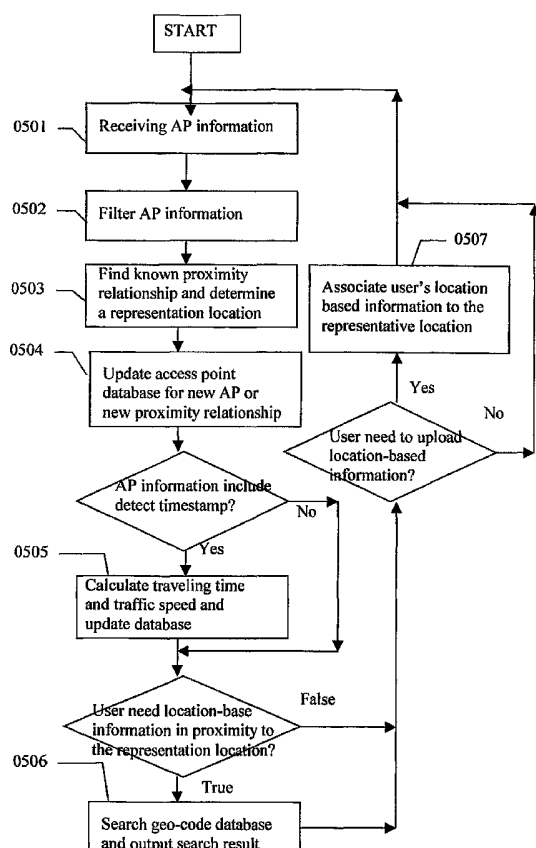 START
0501
Receiving AP information
0502
Filter AP information
0503
Find known proximity
relationship and determine
a representation location
0504
Update access point
database for new AP or
new proximity relationship
AP information include
detect timestamp?
No
Yes
0505
Calculate traveling time
and traffic speed and
update database
User need location-base
information in proximity to
the representation location?
False
True
0506
Search geo-code database
and output search result
0507
Associate user's location
based information to the
representative location
Yes
No
User need to upload
location-based
information?